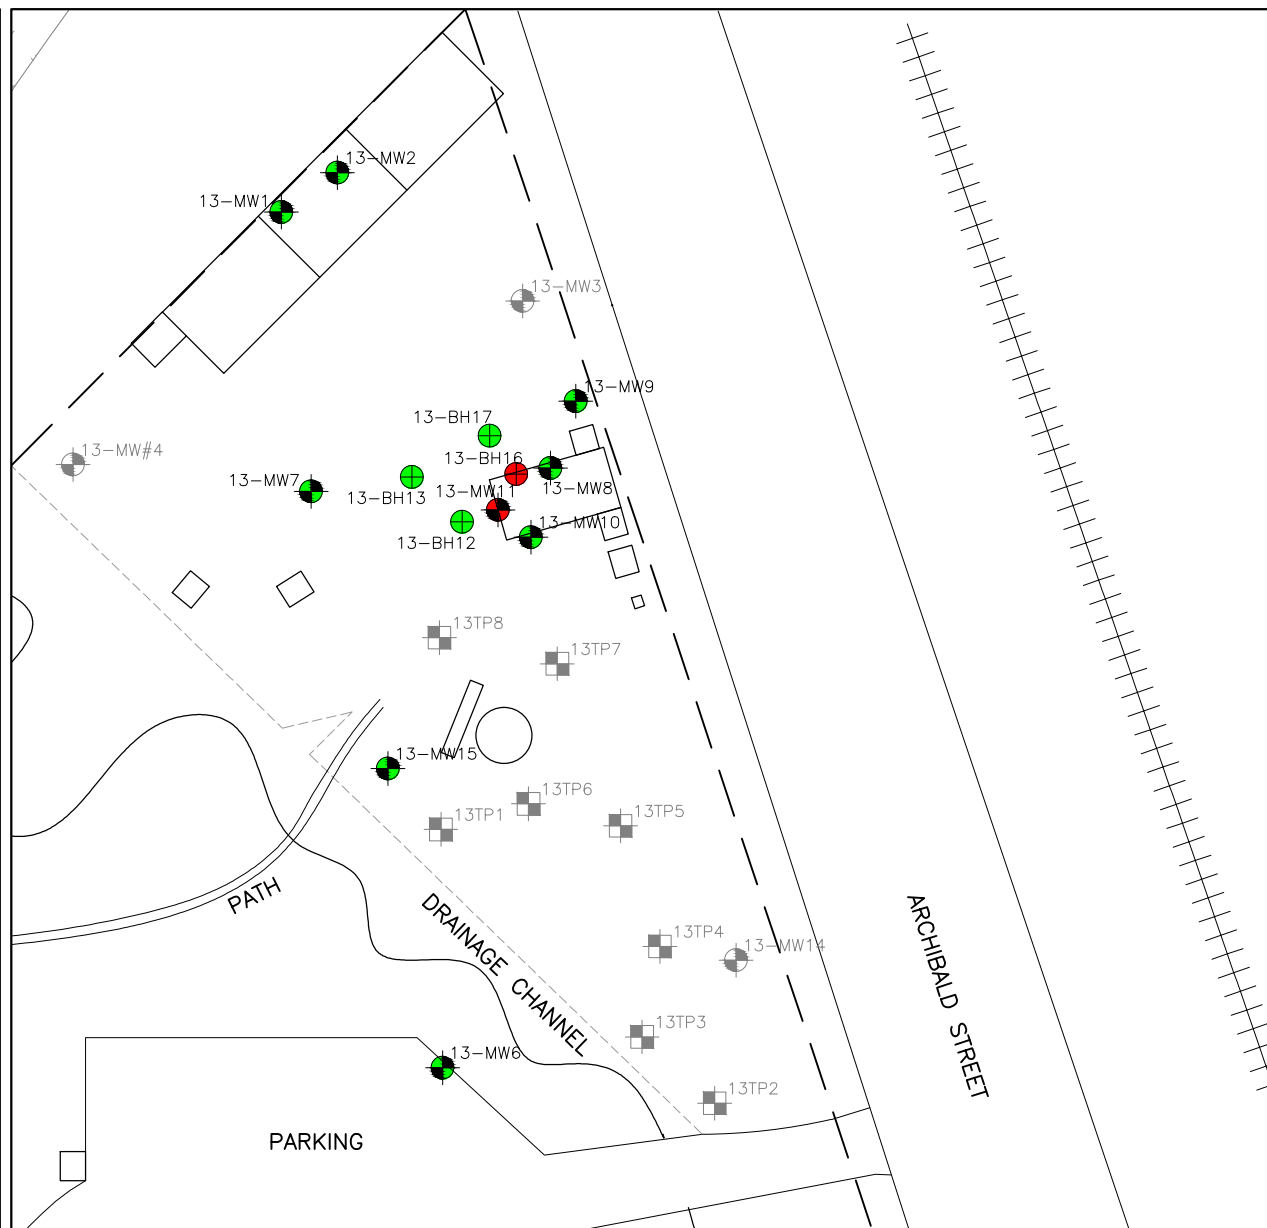 13-MW2
13-MW1
13-MW3
13-MW9
13-BH17
13-MW#4
13-BH16
13-MW7
13-BH13
13-MW11
13-MW8
13-MW10
13-BH12
13TP8
13TP7
13-MW15
13TP6
13TP1
13TP5
PATH
DRAINAGE CHANNEL
ARCHIBALD STREET
13TP4
13-MW14
13TP3
13-MW6
13TP2
PARKING